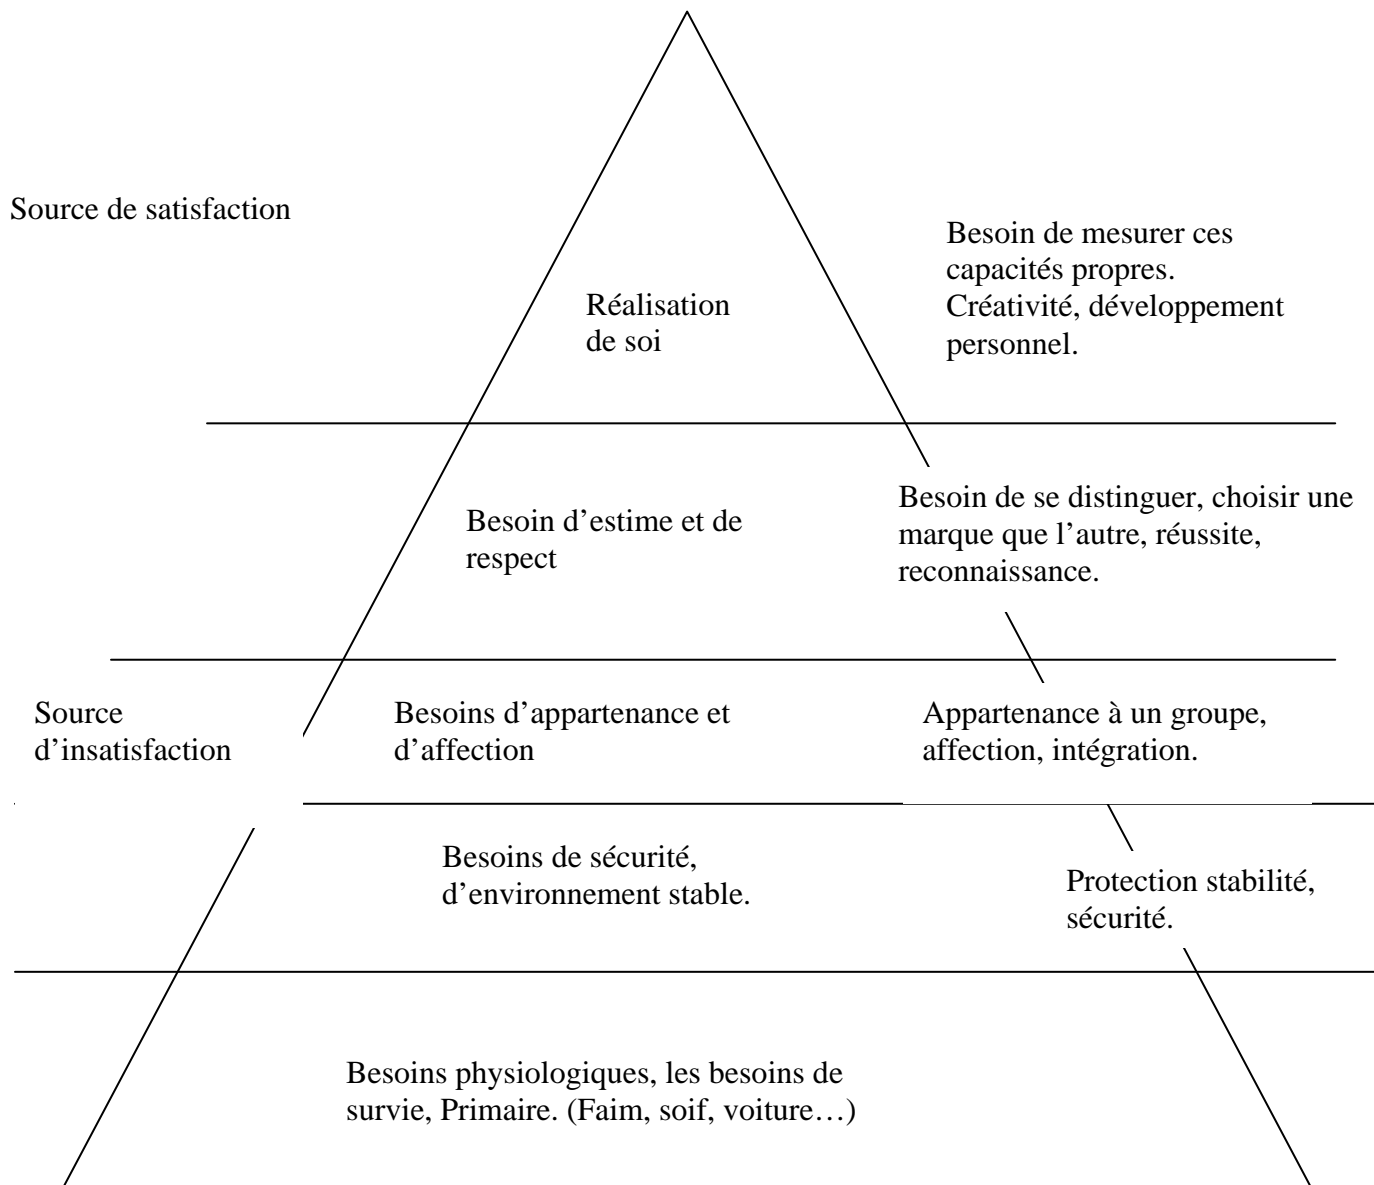 Source de satisfaction
Besoin de mesurer ces
capacités propres.
Créativité, développement
personnel.
Réalisation
de soi
Besoin d’estime et de
respect
Besoin de se distinguer, choisir une
marque que l’autre, réussite,
reconnaissance.
Source
d’insatisfaction
Besoins d’appartenance et
d’affection
Appartenance à un groupe,
affection, intégration.
Besoins de sécurité,
d’environnement stable.
Protection stabilité,
sécurité.
Besoins physiologiques, les besoins de
survie, Primaire. (Faim, soif, voiture…)